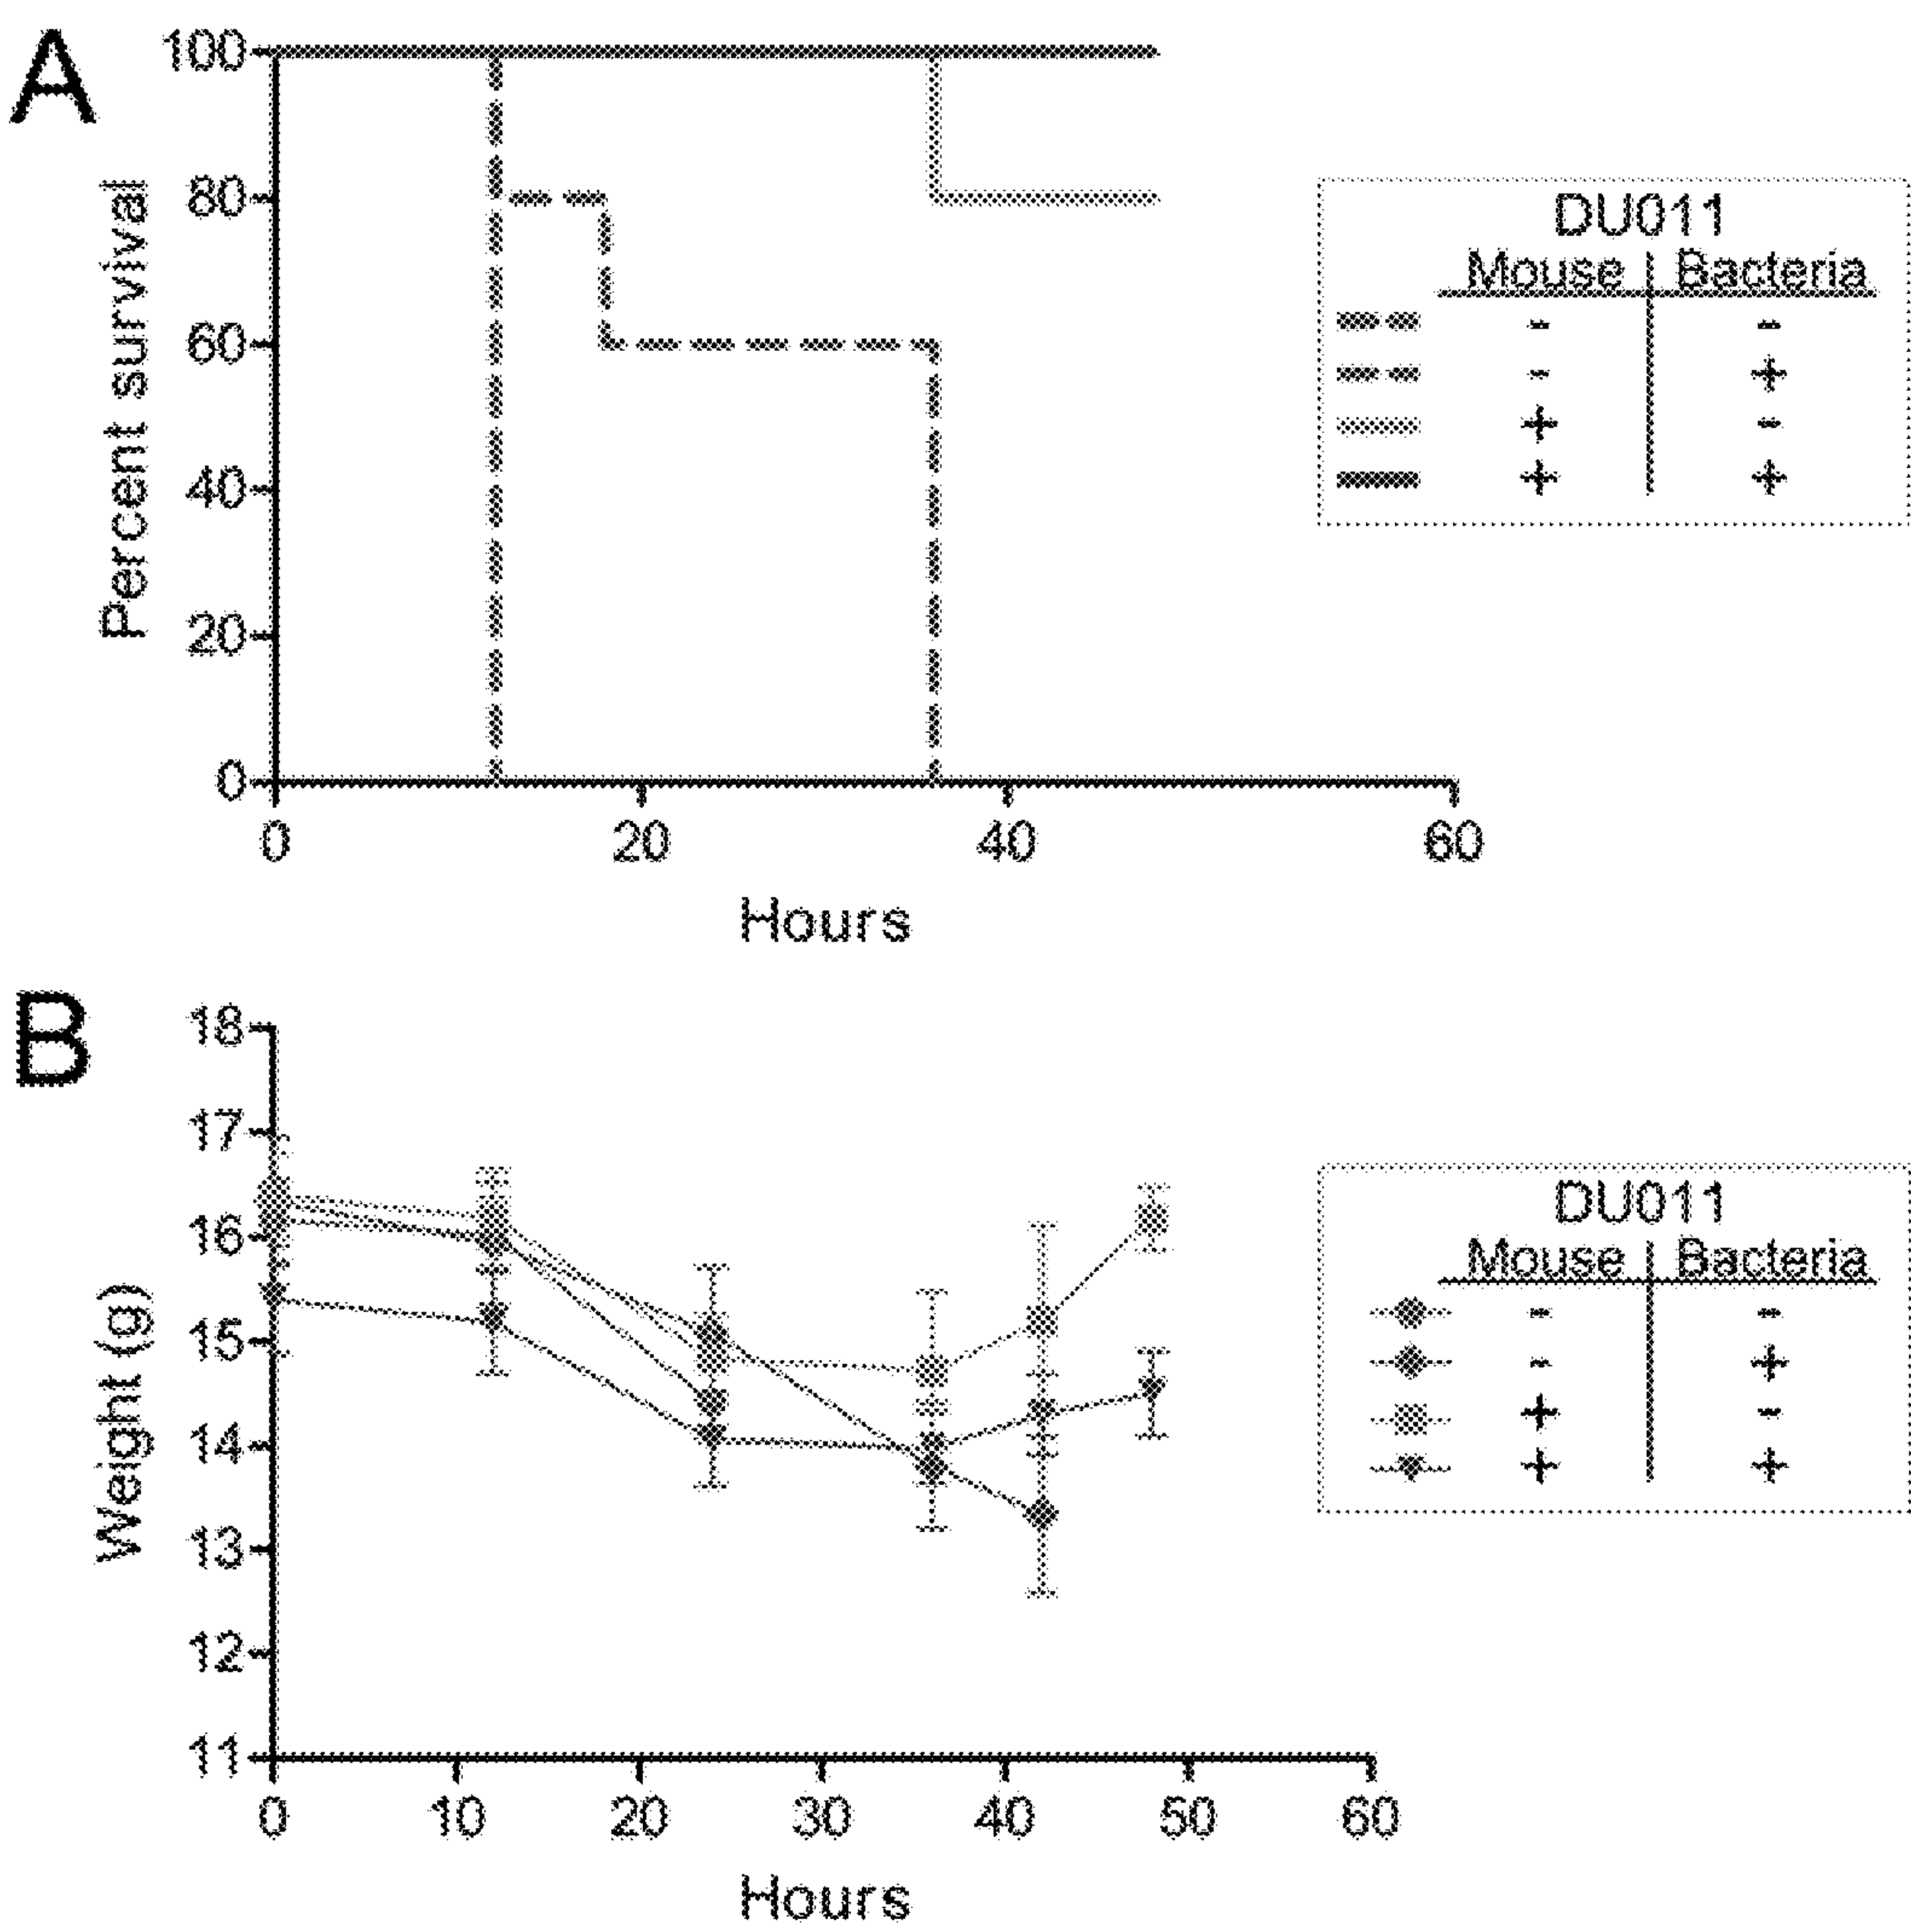 A
100
80
60
40
20
0
Percent survival
0 20 40 60
Hours
DU011
Mouse Bacteria
- -
- +
+ -
+ +
B
18
17
16
15
14
13
12
11
Weight (g)
0 10 20 30 40 50 60
Hours
DU011
Mouse Bacteria
- -
- +
+ -
+ +